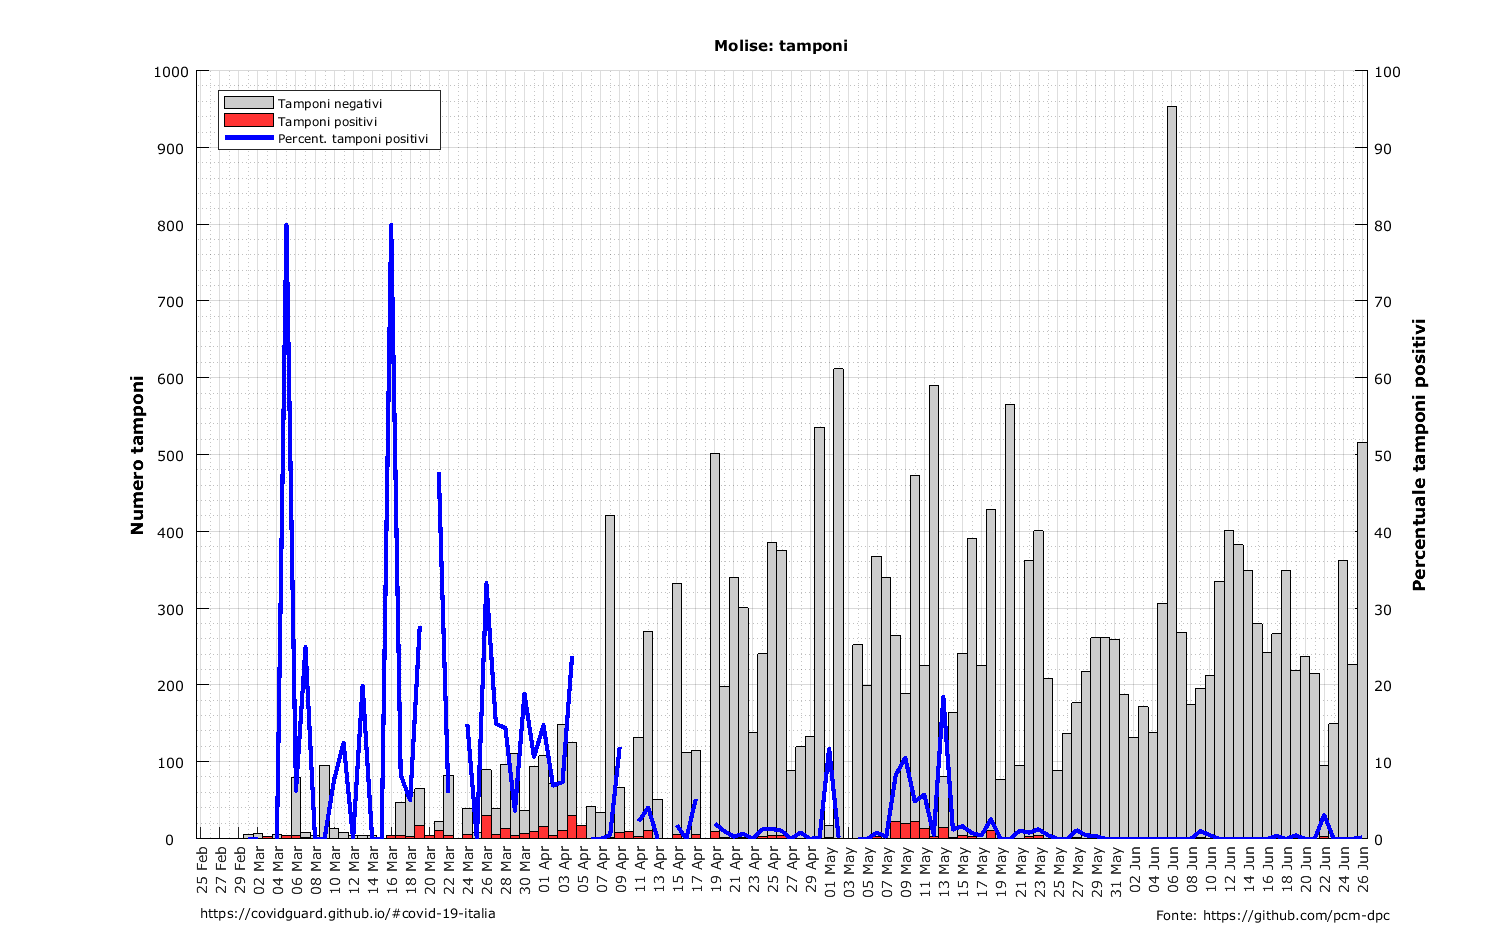 Molise: tamponi
Tamponi negativi
Tamponi positivi
Percent. tamponi positivi
Numero tamponi
1000
900
800
700
600
500
400
300
200
100
0
100
90
80
70
60
50
40
30
20
10
0
Percentuale tamponi positivi
25 Feb
27 Feb
29 Feb
02 Mar
04 Mar
06 Mar
08 Mar
10 Mar
12 Mar
14 Mar
16 Mar
18 Mar
20 Mar
22 Mar
24 Mar
26 Mar
28 Mar
30 Mar
01 Apr
03 Apr
05 Apr
07 Apr
09 Apr
11 Apr
13 Apr
15 Apr
17 Apr
19 Apr
21 Apr
23 Apr
25 Apr
27 Apr
29 Apr
01 May
03 May
05 May
07 May
09 May
11 May
13 May
15 May
17 May
19 May
21 May
23 May
25 May
27 May
29 May
31 May
02 Jun
04 Jun
06 Jun
08 Jun
10 Jun
12 Jun
14 Jun
16 Jun
18 Jun
20 Jun
22 Jun
24 Jun
26 Jun
https://covidguard.github.io/#covid-19-italia
Fonte: https://github.com/pcm-dpc